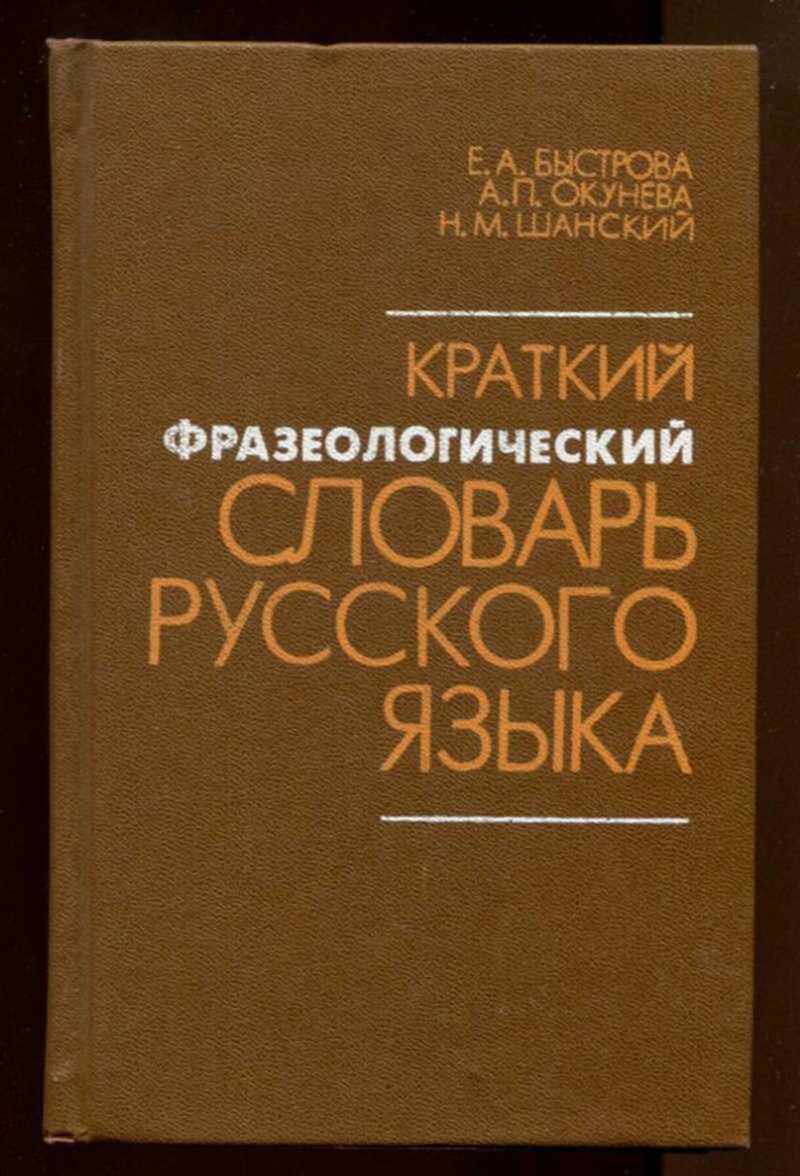 Е. А. БЫСТРОВА
А. П. ОКУНЕВА
Н. М. ШАНСКИЙ
КРАТКИЙ
ФРАЗЕОЛОГИЧЕСКИЙ
СЛОВАРЬ
РУССКОГО
ЯЗЫКА